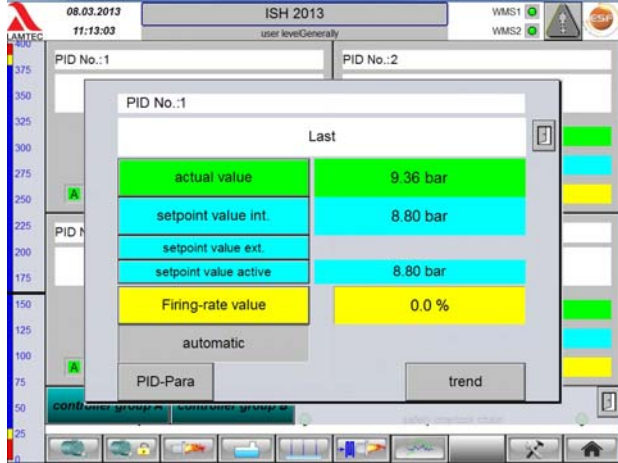 LAMTEC
08.03.2013
11:13:03
ISH 2013
user levelGenerally
WMS1
WMS2
ESF
400
375
350
325
300
275
250
225
200
175
150
125
100
75
50
25
0
PID No.:1
PID No.:2
PID No.:1
Last
actual value 9.36 bar
setpoint value int. 8.80 bar
setpoint value ext.
setpoint value active 8.80 bar
Firing-rate value 0.0 %
automatic
PID-Para
trend
A
PID N
A
controller group A
controller group B